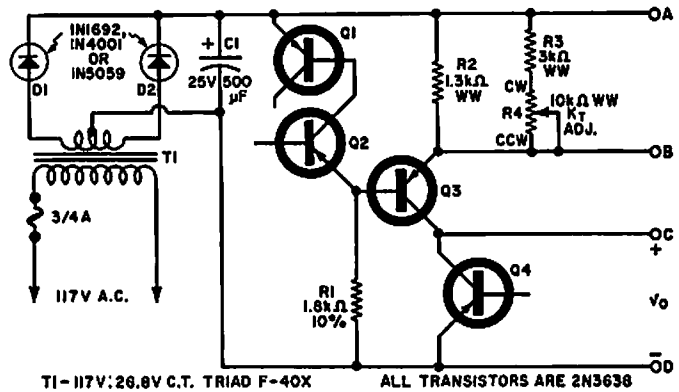 A
IN1692,
IN4001
OR
IN5059
D1
D2
+
C1
25V 500
μF
Q1
R2
1.3kΩ
WW
R3
3kΩ
WW
CW
R4
10kΩ WW
KT
ADJ.
CCW
B
Q2
T1
Q3
3/4A
C
+
Q4
117V A.C.
R1
1.8kΩ
10%
Vo
–
D
T1-117V:26.8V C.T. TRIAD F-40X
ALL TRANSISTORS ARE 2N3638